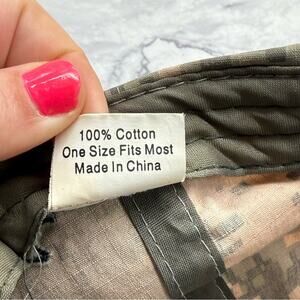 100% Cotton
One Size Fits Most
Made In China